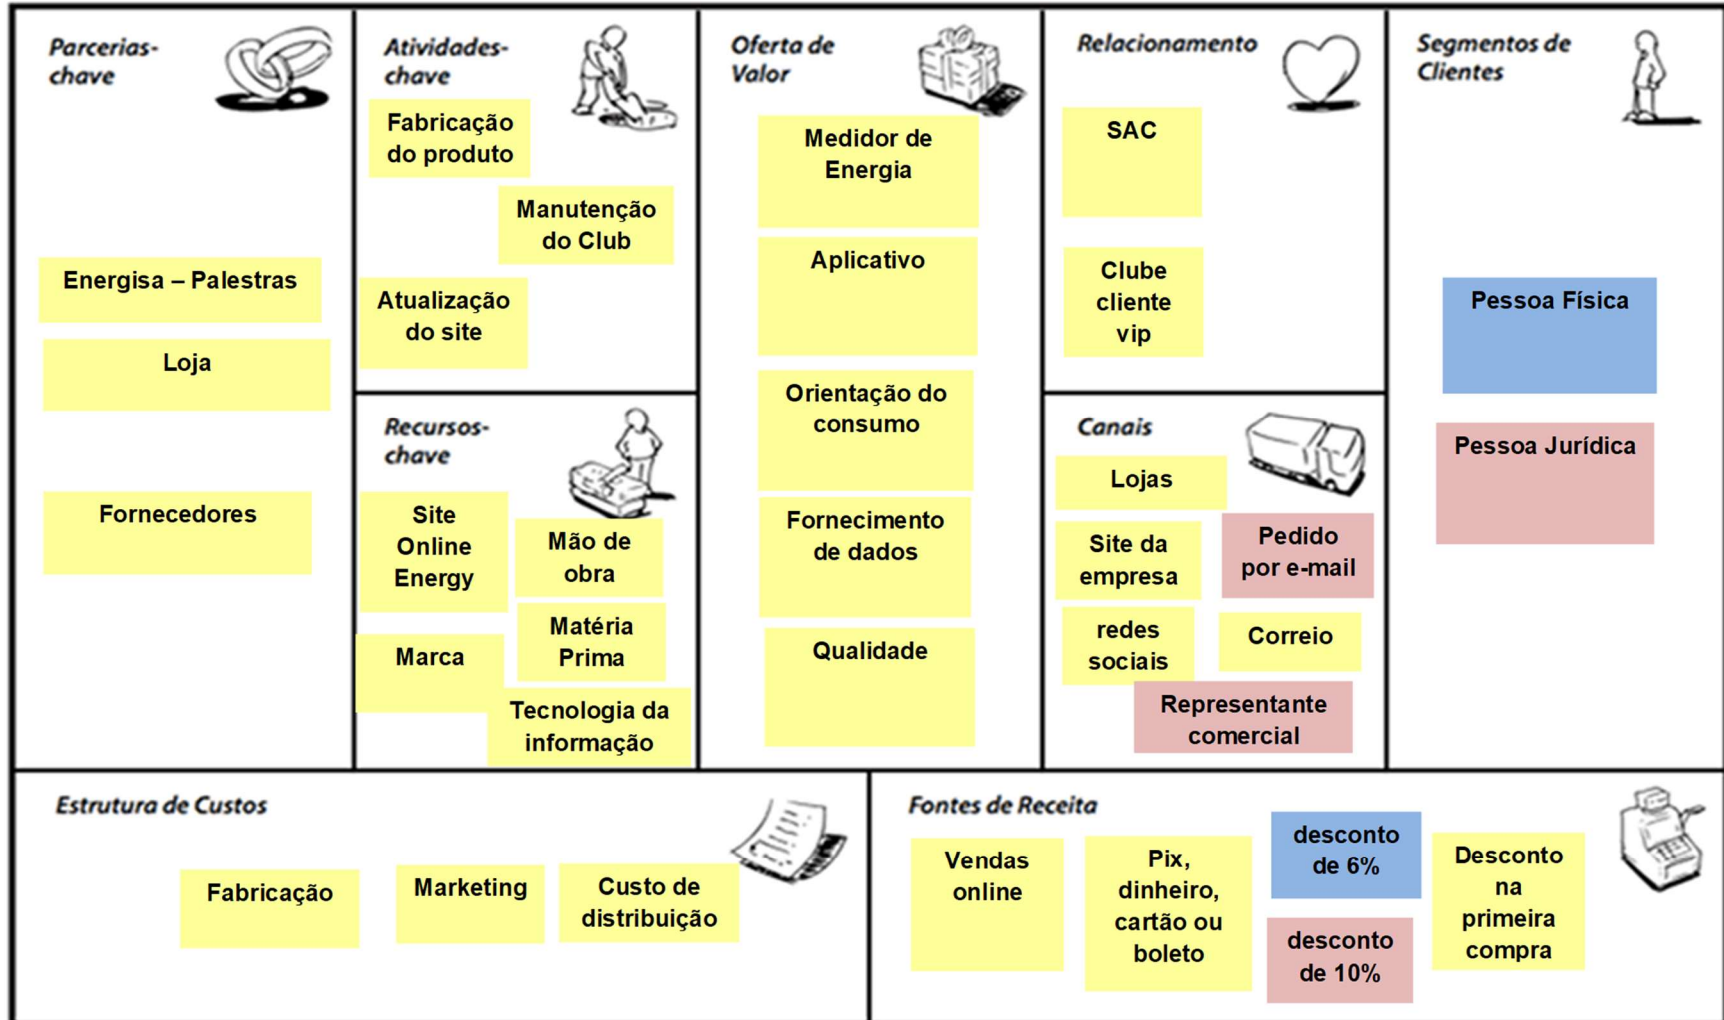 Parcerias-
chave
Energisa – Palestras
Loja
Fornecedores
Atividades-
chave
Fabricação
do produto
Manutenção
do Club
Atualização
do site
Recursos-
chave
Site
Online
Energy
Mão de
obra
Matéria
Prima
Marca
Tecnologia da
informação
Oferta de
Valor
Medidor de
Energia
Aplicativo
Orientação do
consumo
Fornecimento
de dados
Qualidade
Relacionamento
SAC
Clube
cliente
vip
Canais
Lojas
Site da
empresa
Pedido
por e-mail
redes
sociais
Correio
Representante
comercial
Segmentos de
Clientes
Pessoa Física
Pessoa Jurídica
Estrutura de Custos
Fabricação
Marketing
Custo de
distribuição
Fontes de Receita
Vendas
online
Pix,
dinheiro,
cartão ou
boleto
desconto
de 6%
desconto
de 10%
Desconto
na
primeira
compra